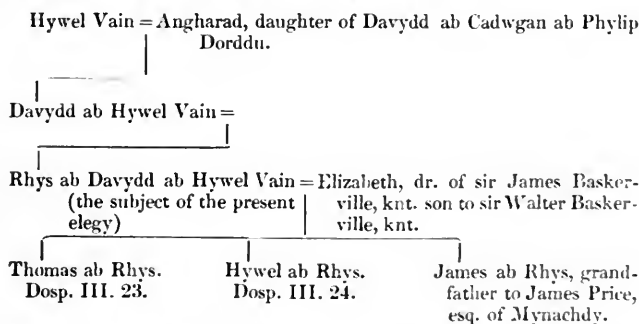 Hywel Vain = Angharad, daughter of Davydd ab Cadwgan ab Phylip
Dorddu.
Davydd ab Hywel Vain =
Rhys ab Davydd ab Hywel Vain = Elizabeth, dr. of sir James Basker-
(the subject of the present ville, knt. son to sir Walter Basker-
elegy) ville, knt.
Thomas ab Rhys. Hywel ab Rhys. James ab Rhys, grand-
Dosp. III. 23. Dosp. III. 24. father to James Price,
esq. of Mynachdy.